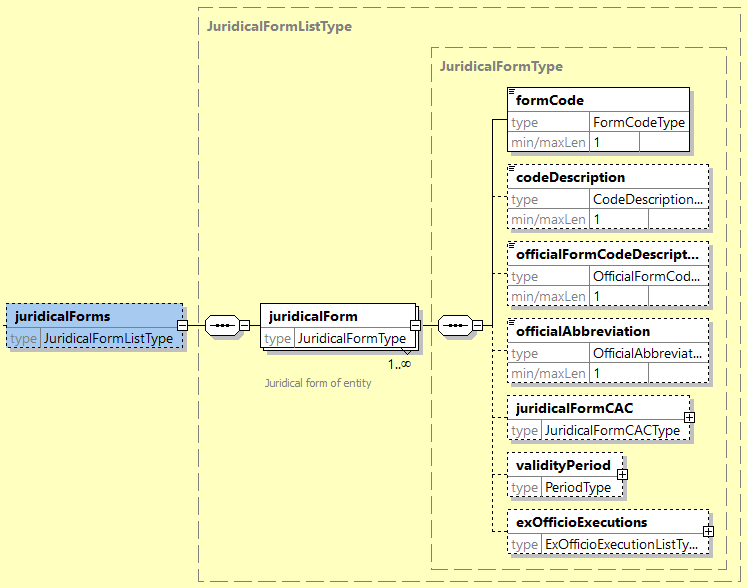 JuridicalFormListType
JuridicalFormType
formCode
type FormCodeType
min/maxLen 1
codeDescription
type CodeDescription...
min/maxLen 1
officialFormCodeDescript...
type OfficialFormCod...
min/maxLen 1
juridicalForms
type JuridicalFormListType
juridicalForm
type JuridicalFormType
1..∞
Juridical form of entity
officialAbbreviation
type OfficialAbbreviat...
min/maxLen 1
juridicalFormCAC
type JuridicalFormCACType
validityPeriod
type PeriodType
exOfficioExecutions
type ExOfficioExecutionListTy...